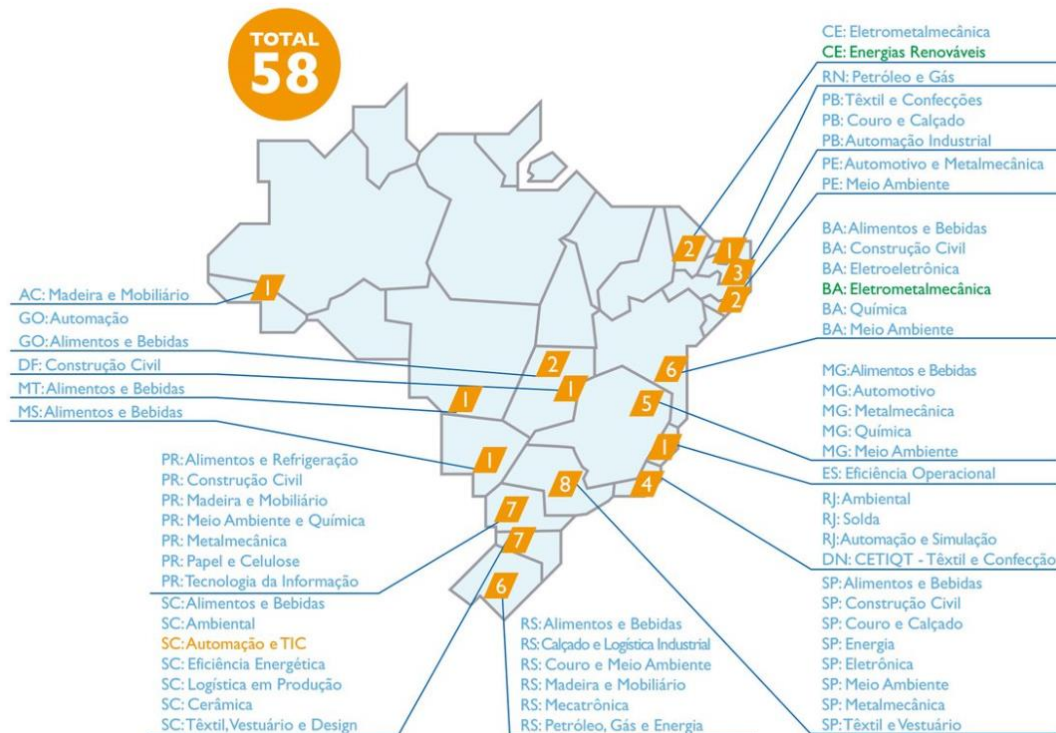 TOTAL
58
CE: Eletrometalmecânica
CE: Energias Renováveis
RN: Petróleo e Gás
PB: Têxtil e Confecções
PB: Couro e Calçado
PB: Automação Industrial
PE: Automotivo e Metalmecânica
PE: Meio Ambiente
BA: Alimentos e Bebidas
BA: Construção Civil
BA: Eletroeletrônica
BA: Eletrometalmecânica
BA: Química
BA: Meio Ambiente
MG: Alimentos e Bebidas
MG: Automotivo
MG: Metalmecânica
MG: Química
MG: Meio Ambiente
ES: Eficiência Operacional
RJ: Ambiental
RJ: Solda
RJ: Automação e Simulação
DN: CETIQT - Têxtil e Confecção
SP: Alimentos e Bebidas
SP: Construção Civil
SP: Couro e Calçado
SP: Energia
SP: Eletrônica
SP: Meio Ambiente
SP: Metalmecânica
SP: Têxtil e Vestuário
AC: Madeira e Mobiliário
GO: Automação
GO: Alimentos e Bebidas
DF: Construção Civil
MT: Alimentos e Bebidas
MS: Alimentos e Bebidas
PR: Alimentos e Refrigeração
PR: Construção Civil
PR: Madeira e Mobiliário
PR: Meio Ambiente e Química
PR: Metalmecânica
PR: Papel e Celulose
PR: Tecnologia da Informação
SC: Alimentos e Bebidas
SC: Ambiental
SC: Automação e TIC
SC: Eficiência Energética
SC: Logística em Produção
SC: Cerâmica
SC: Têxtil, Vestuário e Design
RS: Alimentos e Bebidas
RS: Calçado e Logística Industrial
RS: Couro e Meio Ambiente
RS: Madeira e Mobiliário
RS: Mecatrônica
RS: Petróleo, Gás e Energia
2
1
3
2
1
2
1
6
1
5
1
1
8
4
7
7
6